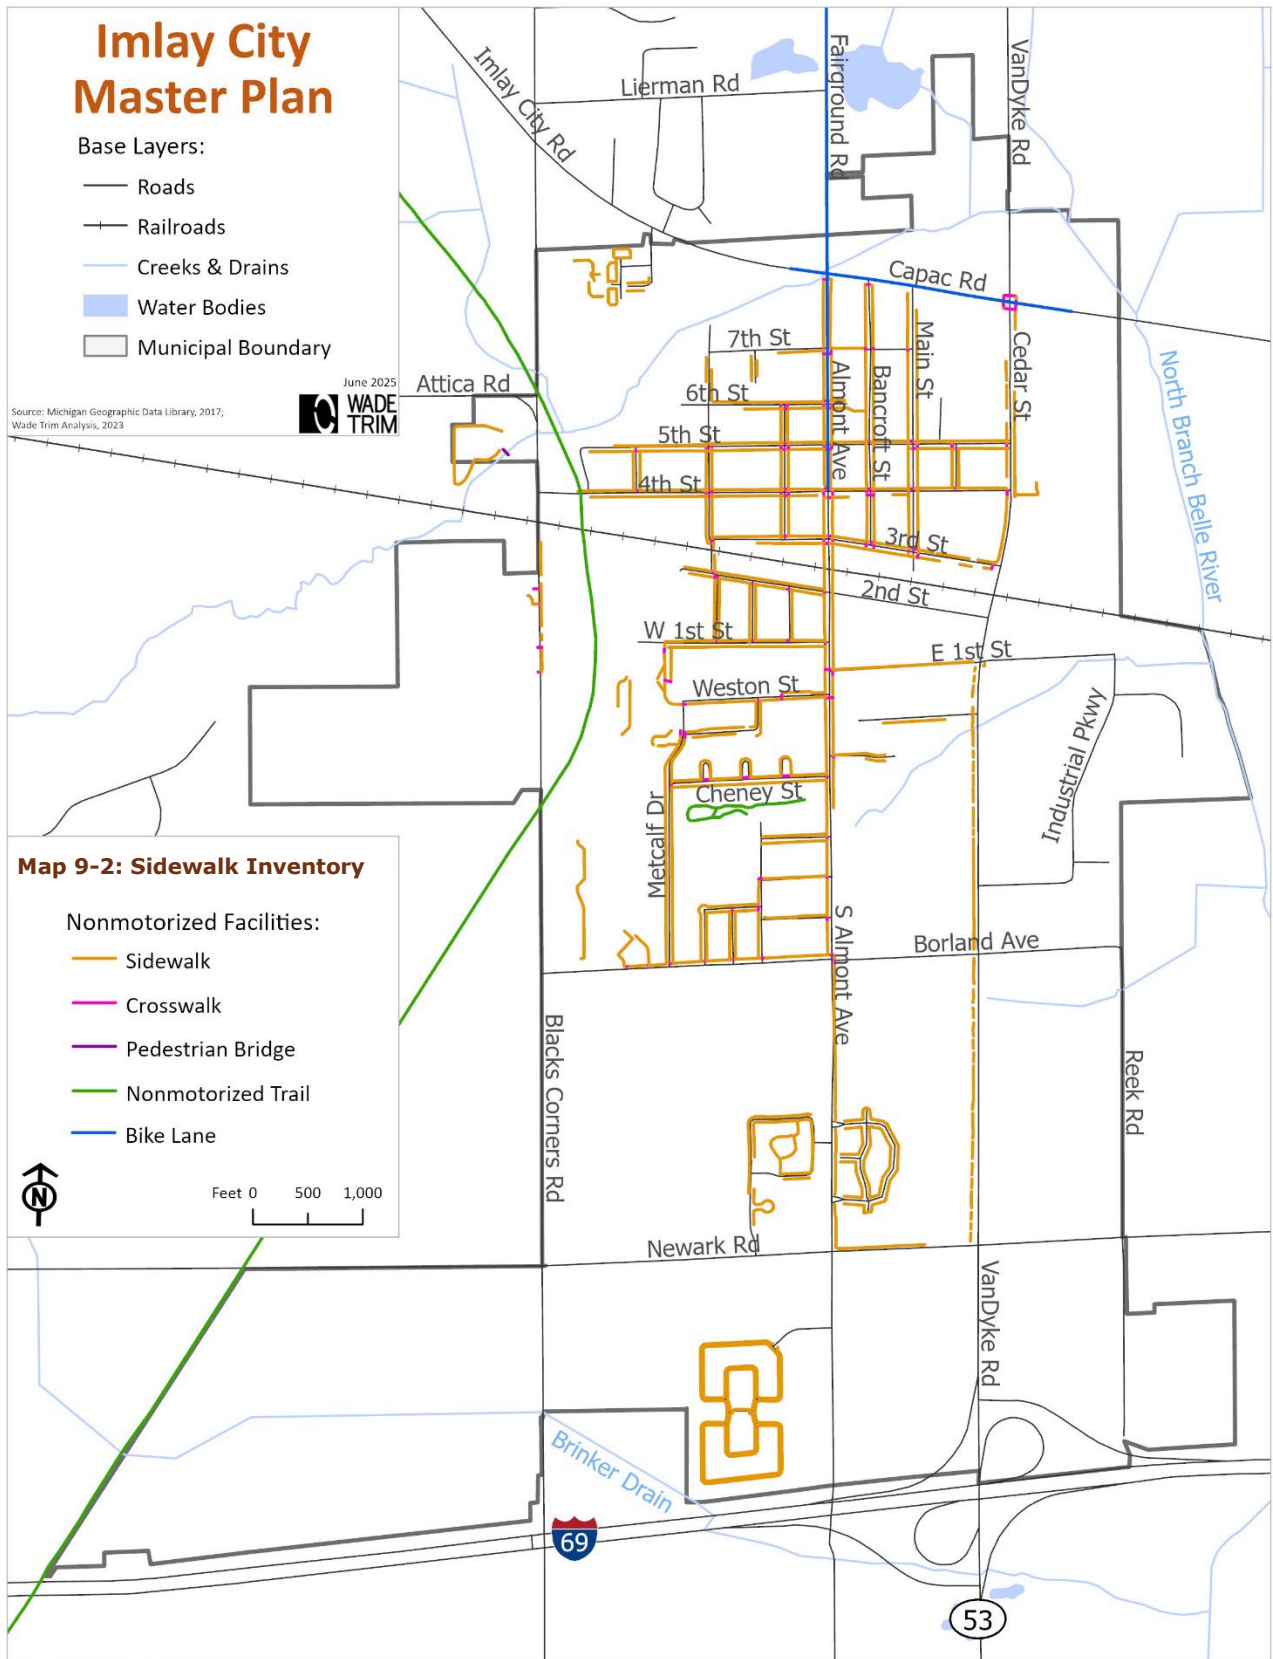 Imlay City
Master Plan
Base Layers:
Roads
Railroads
Creeks & Drains
Water Bodies
Municipal Boundary
June 2025
WADE
TRIM
Source: Michigan Geographic Data Library, 2017;
Wade Trim Analysis, 2023
Imlay City Rd
Lierman Rd
Fairground Rd
VanDyke Rd
Capac Rd
7th St
Main St
Cedar St
Attica Rd
6th St
Almont Ave
Bancroft St
5th St
4th St
3rd St
2nd St
North Branch Belle River
W 1st St
E 1st St
Weston St
Industrial Pkwy
Cheney St
Metcalf Dr
Map 9-2: Sidewalk Inventory
Nonmotorized Facilities:
Sidewalk
Crosswalk
Pedestrian Bridge
Nonmotorized Trail
Bike Lane
N
Feet 0 500 1,000
S Almont Ave
Borland Ave
Blacks Corners Rd
Reek Rd
Newark Rd
VanDyke Rd
Brinker Drain
69
53